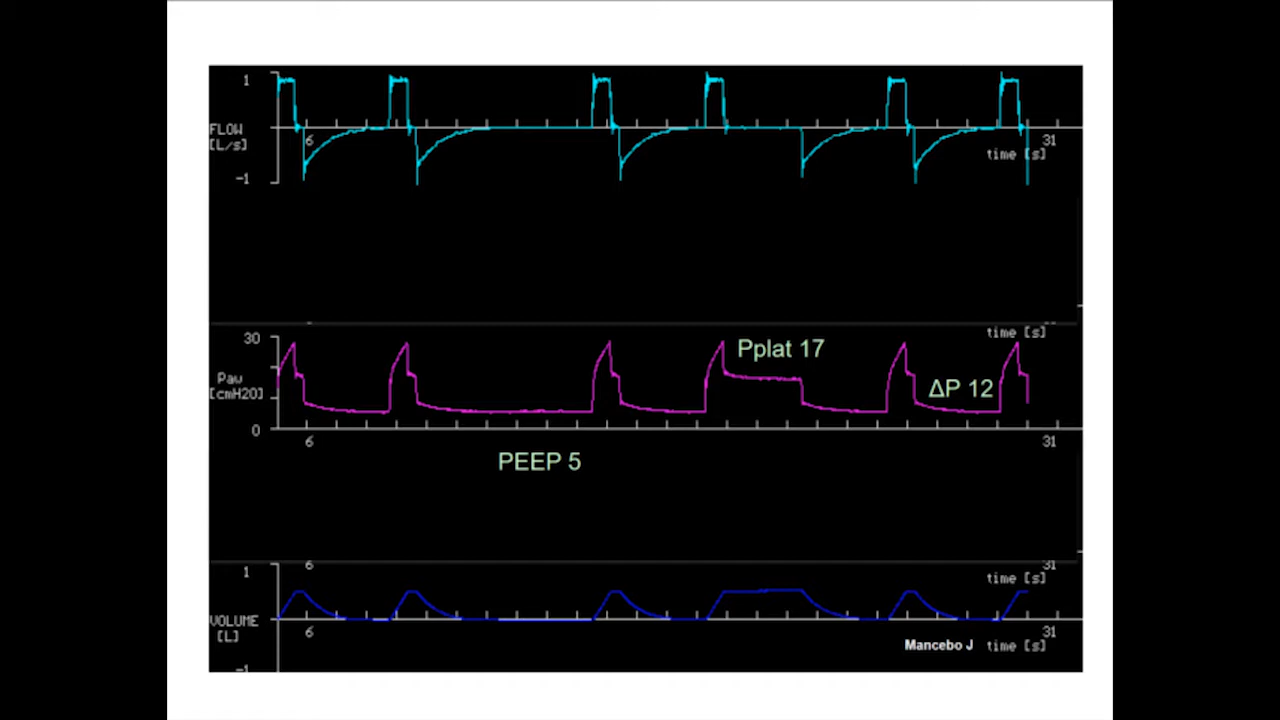 1
FLOW
[L/s]
-1
6
31
time [s]
time [s]
30
Paw
[cmH2O]
0
Pplat 17
ΔP 12
6
31
PEEP 5
6
31
time [s]
1
VOLUME
[L]
-1
6
31
Mancebo J
time [s]